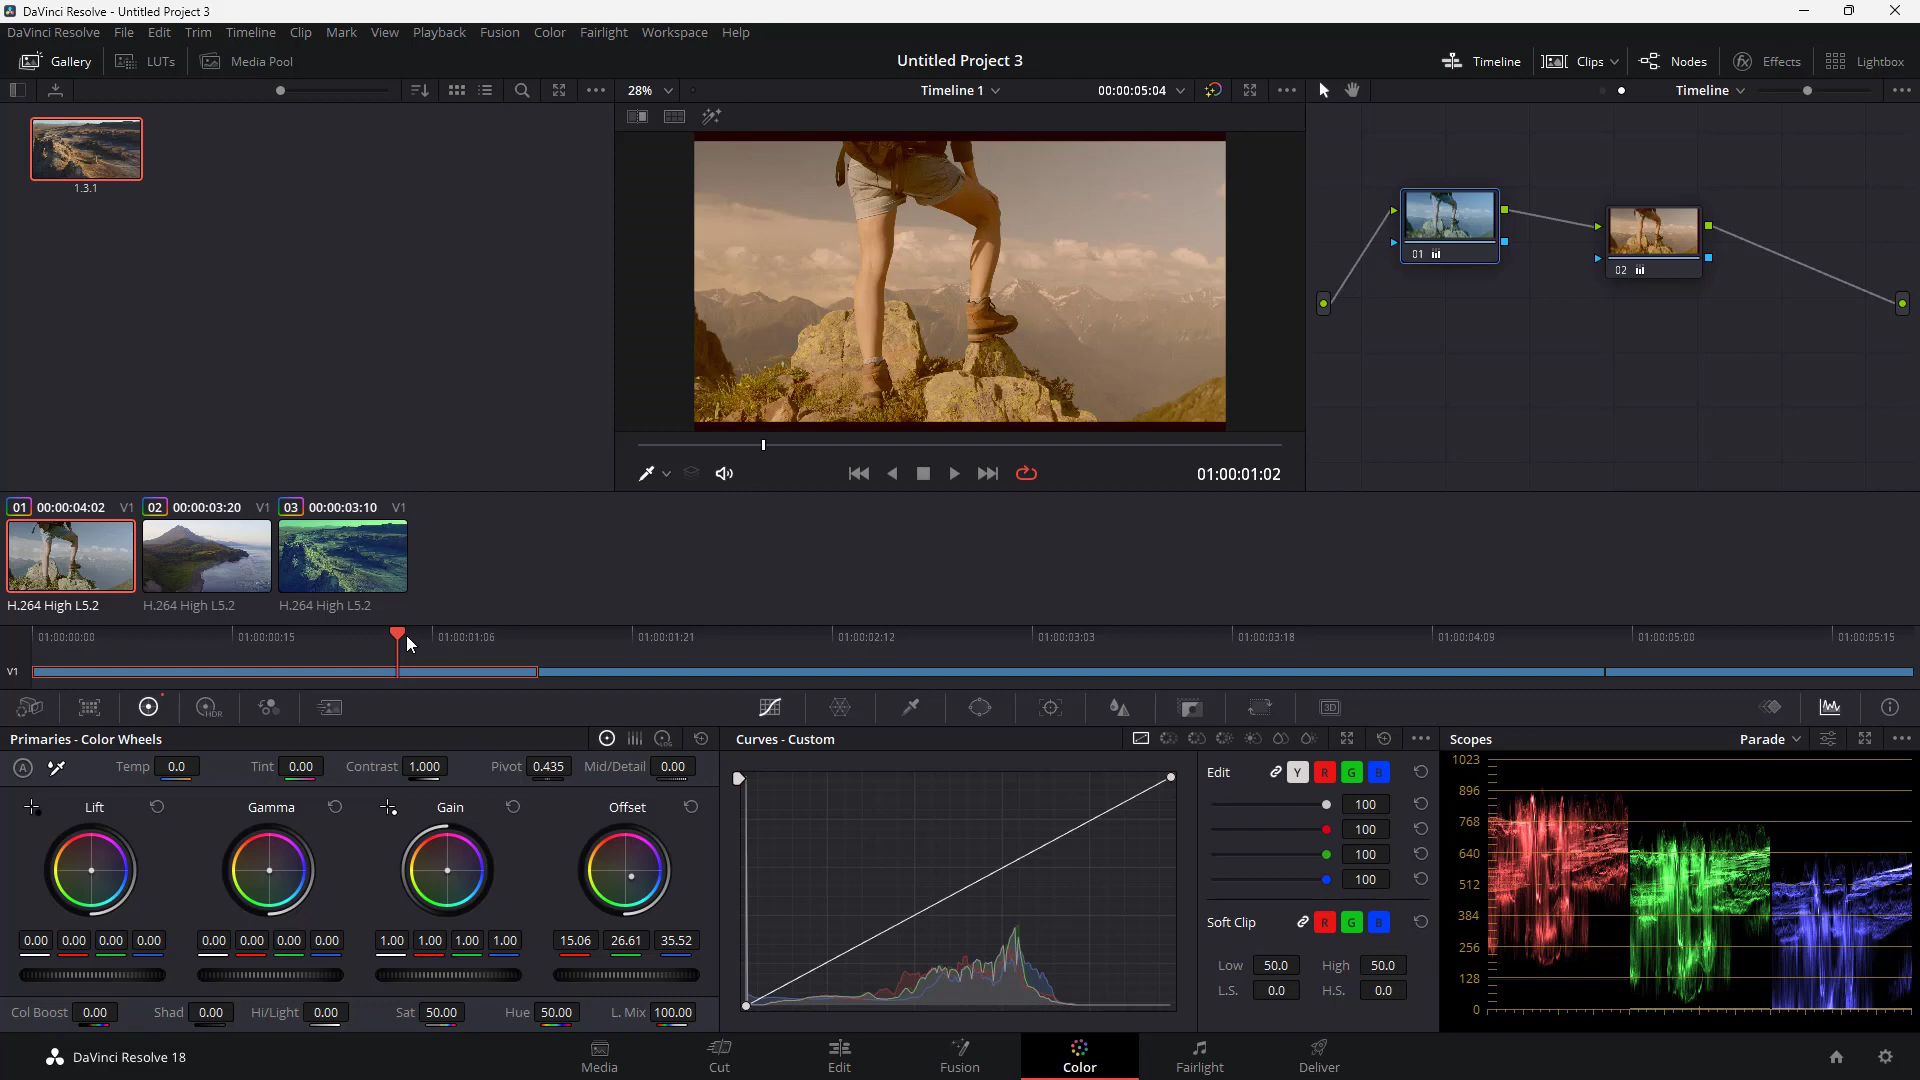 DaVinci Resolve - Untitled Project 3
DaVinci Resolve File Edit Trim Timeline Clip Mark View Playback Fusion Color Fairlight Workspace Help
Gallery LUTs Media Pool Untitled Project 3 Timeline Clips Nodes Effects Lightbox
28% Timeline 1 00:00:05:04 Timeline
1.3.1
01
02
01:00:01:02
01 00:00:04:02 V1 02 00:00:03:20 V1 03 00:00:03:10 V1
H.264 High L5.2 H.264 High L5.2 H.264 High L5.2
01:00:00:00 01:00:00:15 01:00:01:06 01:00:01:21 01:00:02:12 01:00:03:03 01:00:03:18 01:00:04:09 01:00:05:00 01:00:05:15
V1
HDR 3D
Primaries - Color Wheels LOG Curves - Custom Scopes Parade
A Temp 0.0 Tint 0.00 Contrast 1.000 Pivot 0.435 Mid/Detail 0.00
Edit Y R G B
100
100
100
100
Lift Gamma Gain Offset
0.00 0.00 0.00 0.00 0.00 0.00 0.00 0.00 1.00 1.00 1.00 1.00 15.06 26.61 35.52
Soft Clip R G B
Low 50.0 High 50.0
L.S. 0.0 H.S. 0.0
1023
896
768
640
512
384
256
128
0
Col Boost 0.00 Shad 0.00 Hi/Light 0.00 Sat 50.00 Hue 50.00 L. Mix 100.00
DaVinci Resolve 18 Media Cut Edit Fusion Color Fairlight Deliver